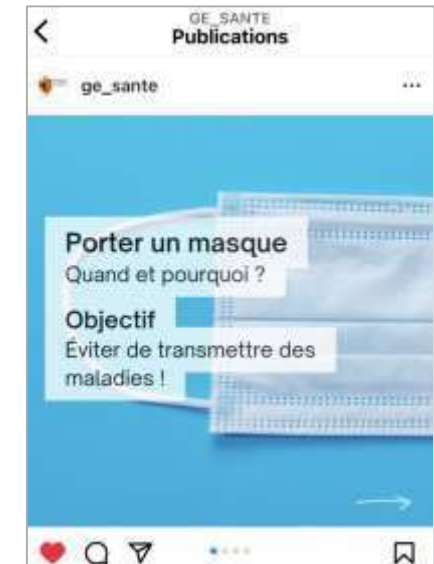 GE_SANTE
Publications
ge_sante
Porter un masque
Quand et pourquoi ?
Objectif
Éviter de transmettre des
maladies !